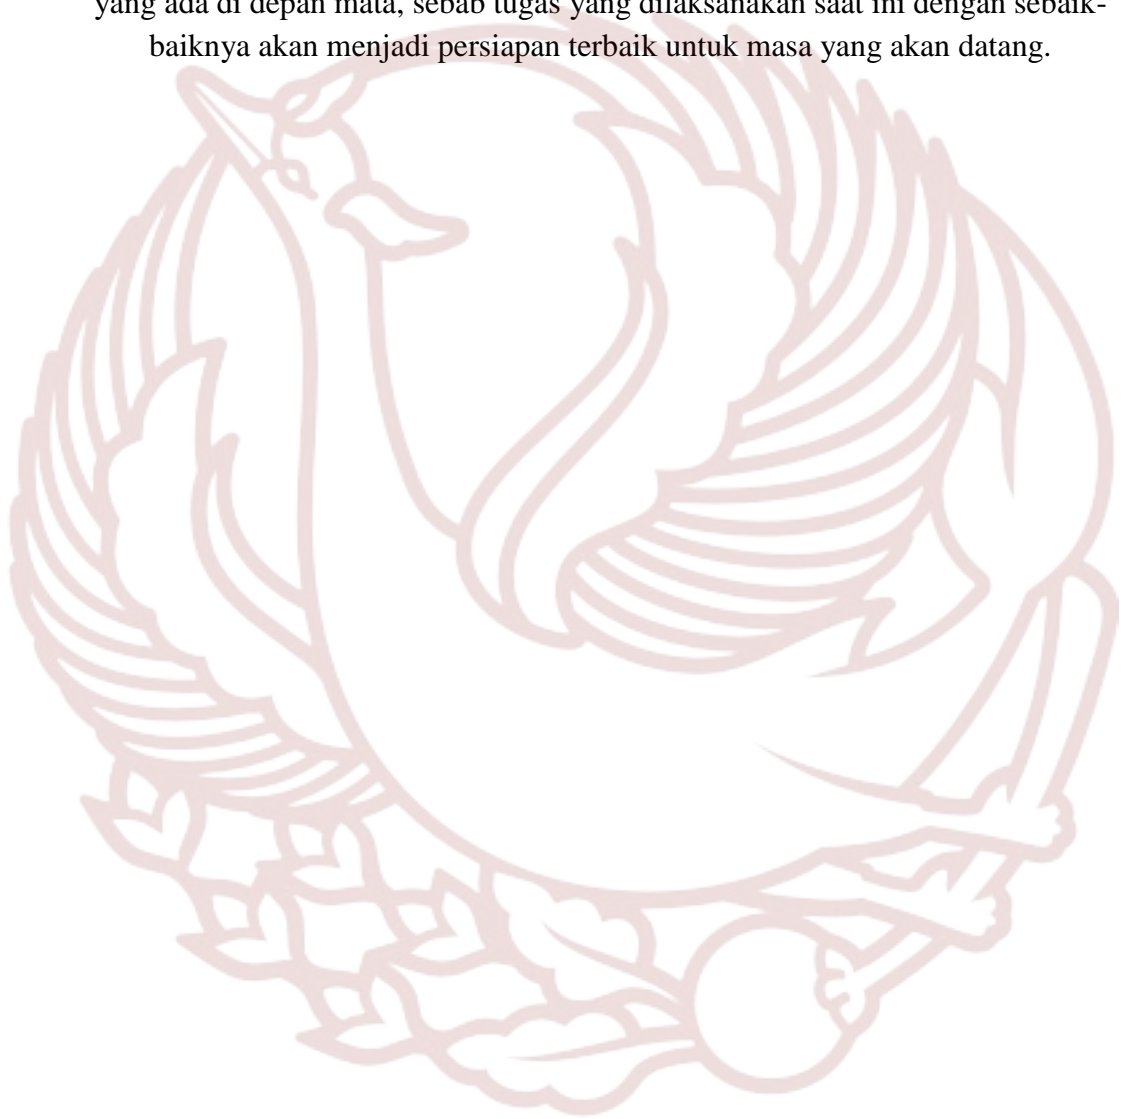 yang ada di depan mata, sebab tugas yang dilaksanakan saat ini dengan sebaik-
baiknya akan menjadi persiapan terbaik untuk masa yang akan datang.